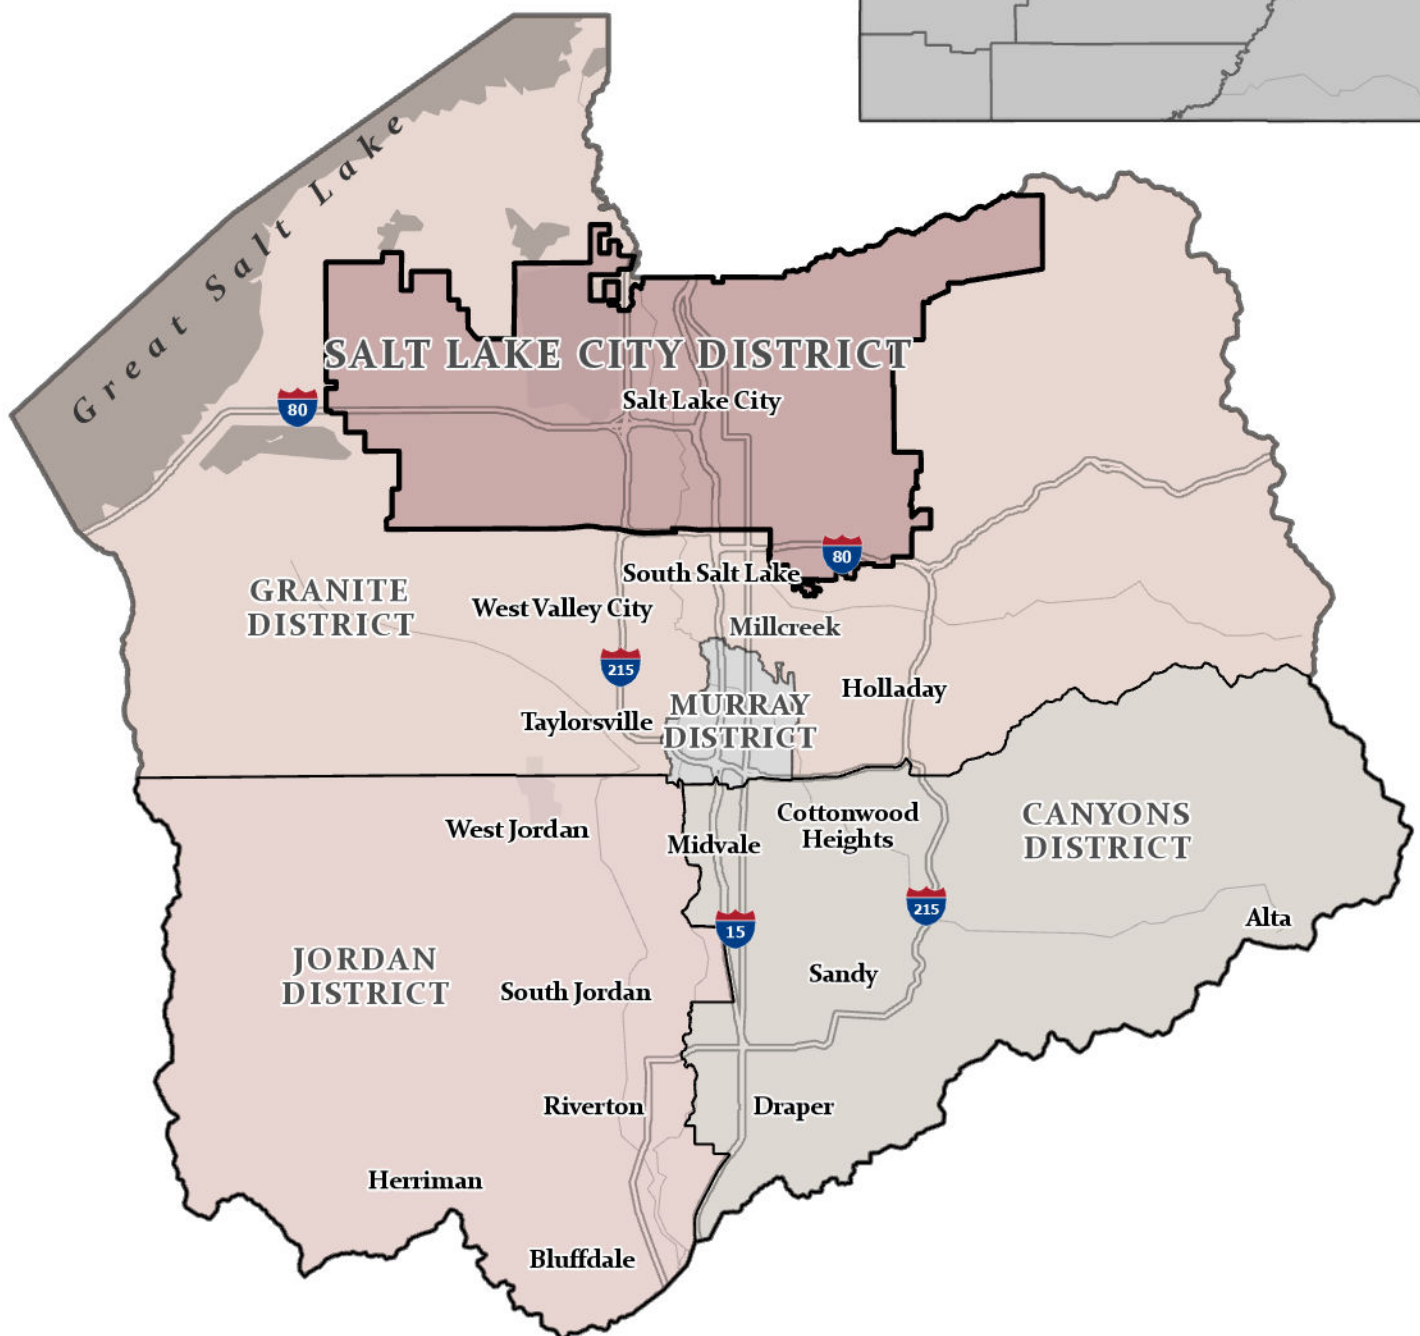 Great Salt Lake
SALT LAKE CITY DISTRICT
Salt Lake City
80
80
South Salt Lake
GRANITE
DISTRICT
West Valley City
Millcreek
215
Holladay
MURRAY
DISTRICT
Taylorsville
CANYONS
DISTRICT
Cottonwood
Heights
West Jordan
Midvale
215
Alta
15
JORDAN
DISTRICT
Sandy
South Jordan
Riverton
Draper
Herriman
Bluffdale